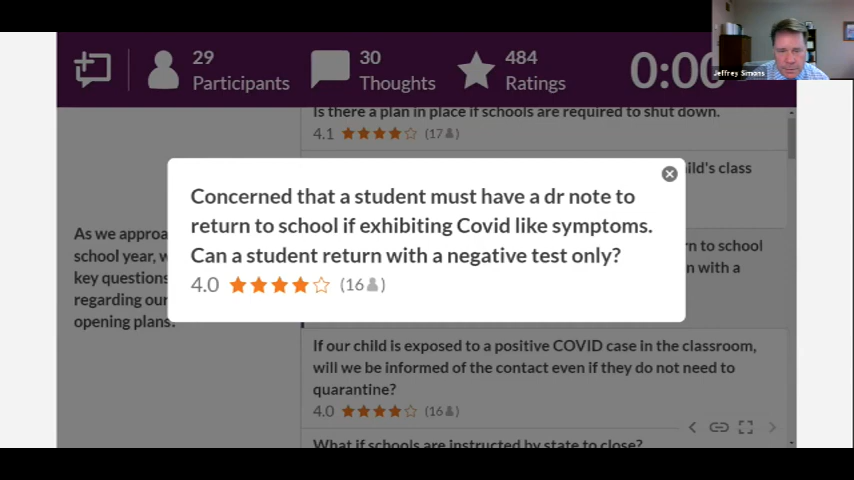 29
Participants
30
Thoughts
484
Ratings
0:00
Jeffrey Simons
Is there a plan in place if schools are required to shut down.
4.1 (17)
ild's class
Concerned that a student must have a dr note to
return to school if exhibiting Covid like symptoms.
Can a student return with a negative test only?
4.0 (16)
As we approa
school year, w
key questions
regarding our
opening plans?
rn to school
n with a
If our child is exposed to a positive COVID case in the classroom,
will we be informed of the contact even if they do not need to
quarantine?
4.0 (16)
What if schools are instructed by state to close?